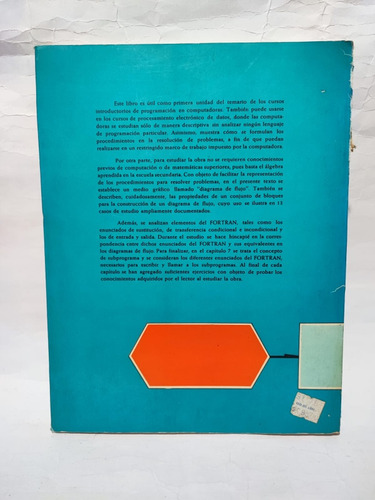 Este libro es útil como primera unidad del temario de los cursos
introductorios de programación en computadoras. También puede usarse
en los cursos de procesamiento electrónico de datos, donde las computa-
doras se estudian sólo de manera descriptiva sin analizar ningún lenguaje
de programación particular. Asimismo, muestra cómo se formulan los
procedimientos en la resolución de problemas, a fin de que puedan
realizarse en un restringido marco de trabajo impuesto por la computadora
Por una parte, para estudiar la obra no se requieren conocimientos
previos de computación o de matemáticas superiores, pues basta el álgebra
aprendida en la escuela secundaria. Con objeto de facilitar la representación
de los procedimientos para resolver problemas, en el presente texto se
establece un medio gráfico llamado "diagrama de flujo". También se
describen, cuidadosamente, las propiedades de un conjunto de bloques
para la construcción de un diagrama de flujo, cuyo uso se ilustra en 15
casos de estudio ampliamente documentados.
Además, se analizan elementos del FORTRAN, tales como los
enunciados de sustitución, de transferencia condicional e incondicional y
los de entrada y salida. Durante el estudio se hace hincapié en la corres-
pondencia entre dichos enunciados del FORTRAN y sus equivalentes en
los diagramas de flujo. Para finalizar, en el capítulo 7 se trata el concepto
de subprograma y se consideran los diferentes enunciados del FORTRAN,
necesarios para escribir y llamar a los subprogramas. Al final de cada
capítulo se han agregado suficientes ejercicios con objeto de probar los
conocimientos adquiridos por el lector al estudiar la obra.